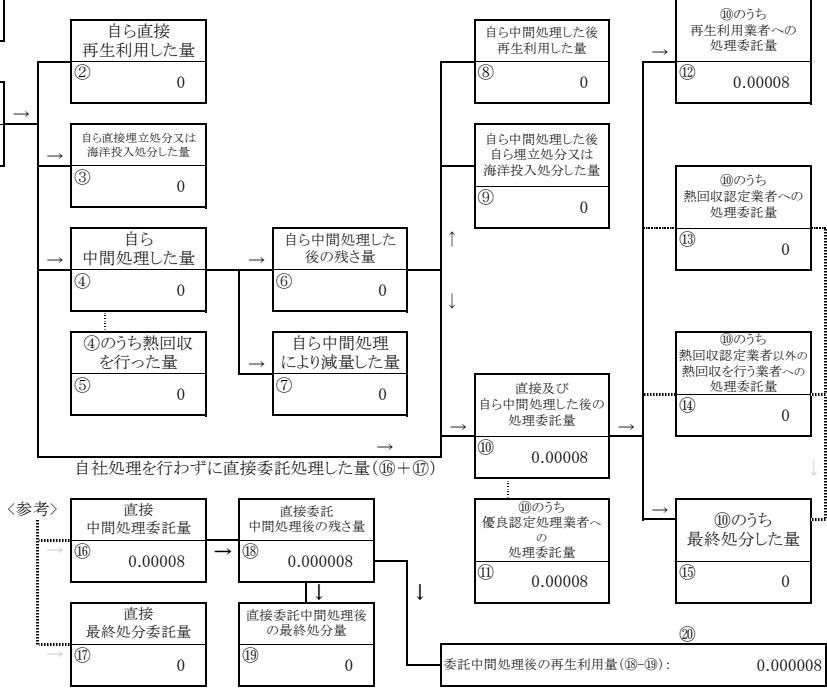 自ら直接
再生利用した量
②
0
自ら中間処理した後
再生利用した量
⑧
0
⑩のうち
再生利用業者への
処理委託量
⑫
0.00008
→
→
自ら直接埋立処分又は
海洋投入処分した量
③
0
→
自ら中間処理した後
自ら埋立処分又は
海洋投入処分した量
⑨
0
⑩のうち
熱回収認定業者への
処理委託量
⑬
0
→
自ら
中間処理した量
④
0
→
自ら中間処理した
後の残さ量
⑥
0
↑
↓
④のうち熱回収
を行った量
⑤
0
→
自ら中間処理
により減量した量
⑦
0
⑩のうち
熱回収認定業者以外の
熱回収を行う業者への
処理委託量
⑭
0
→
直接及び
自ら中間処理した後の
処理委託量
⑩
0.00008
→
→
自社処理を行わずに直接委託処理した量(⑯+⑰)
↓
<参考>
直接
中間処理委託量
⑯
0.00008
→
→
直接委託
中間処理後の残さ量
⑱
0.000008
⑩のうち
優良認定処理業者へ
の
処理委託量
⑪
0.00008
→
⑩のうち
最終処分した量
⑮
0
↓
↓
直接
最終処分委託量
⑰
0
→
直接委託中間処理後
の最終処分量
⑲
0
⑳
委託中間処理後の再生利用量(⑱-⑲):
0.000008